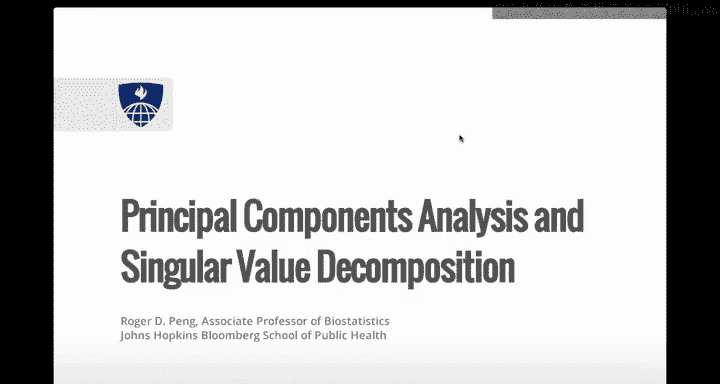 Principal Components Analysis and
Singular Value Decomposition
Roger D. Peng, Associate Professor of Biostatistics
Johns Hopkins Bloomberg School of Public Health